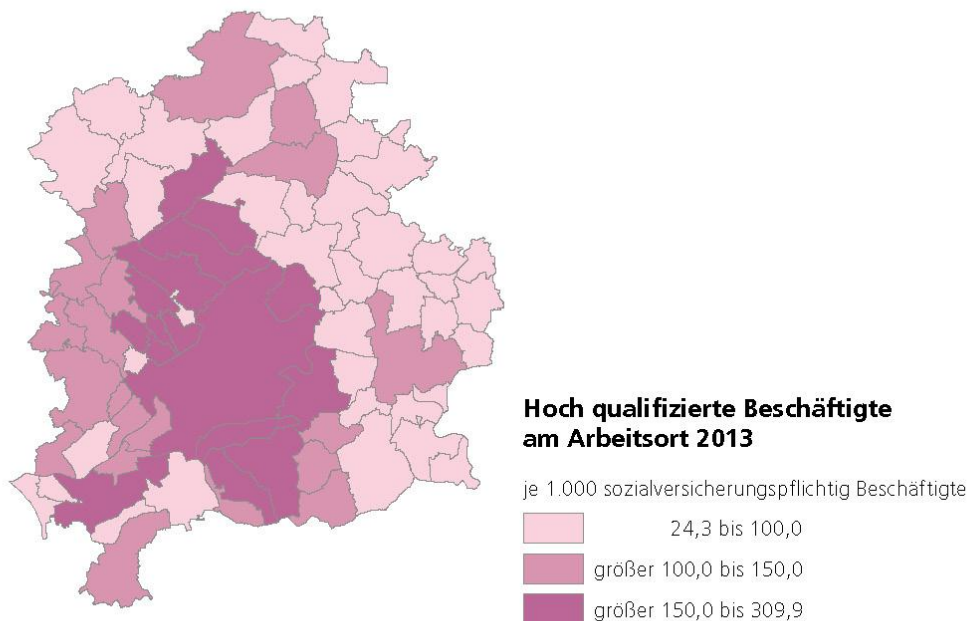 Hoch qualifizierte Beschäftigte
am Arbeitsort 2013
je 1.000 sozialversicherungspflichtig Beschäftigte
24,3 bis 100,0
größer 100,0 bis 150,0
größer 150,0 bis 309,9